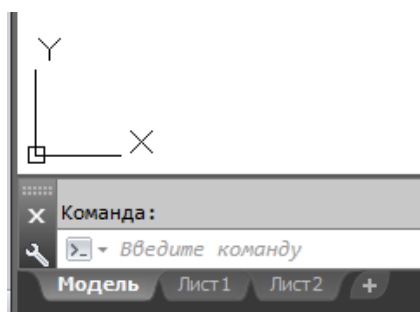 Y
X
Команда:
Введите команду
Модель Лист1 Лист2 +